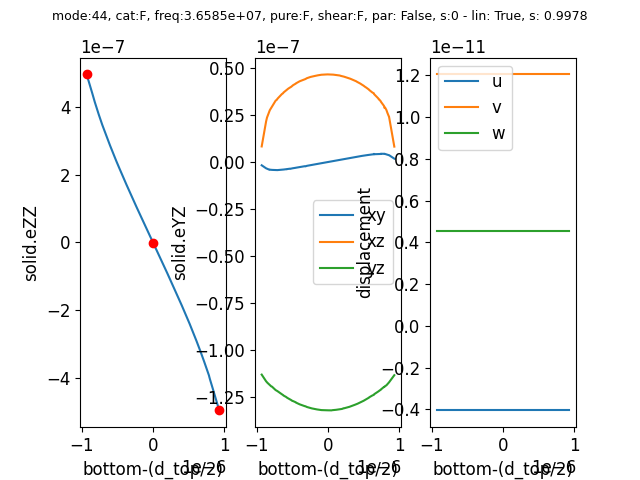 mode:44, cat:F, freq:3.6585e+07, pure:F, shear:F, par: False, s:0 - lin: True, s: 0.9978
1e−7
solid.eZZ
4
2
0
−2
−4
−1
0
1
1e−6
bottom-(d_top/2)
1e−7
solid.eYZ
0.50
0.25
0.00
−0.25
−0.50
−0.75
−1.00
−1.25
xy
xz
yz
−1
0
1
1e−6
bottom-(d_top/2)
1e−11
displacement
1.2
1.0
0.8
0.6
0.4
0.2
0.0
−0.2
−0.4
u
v
w
−1
0
1
1e−6
bottom-(d_top/2)